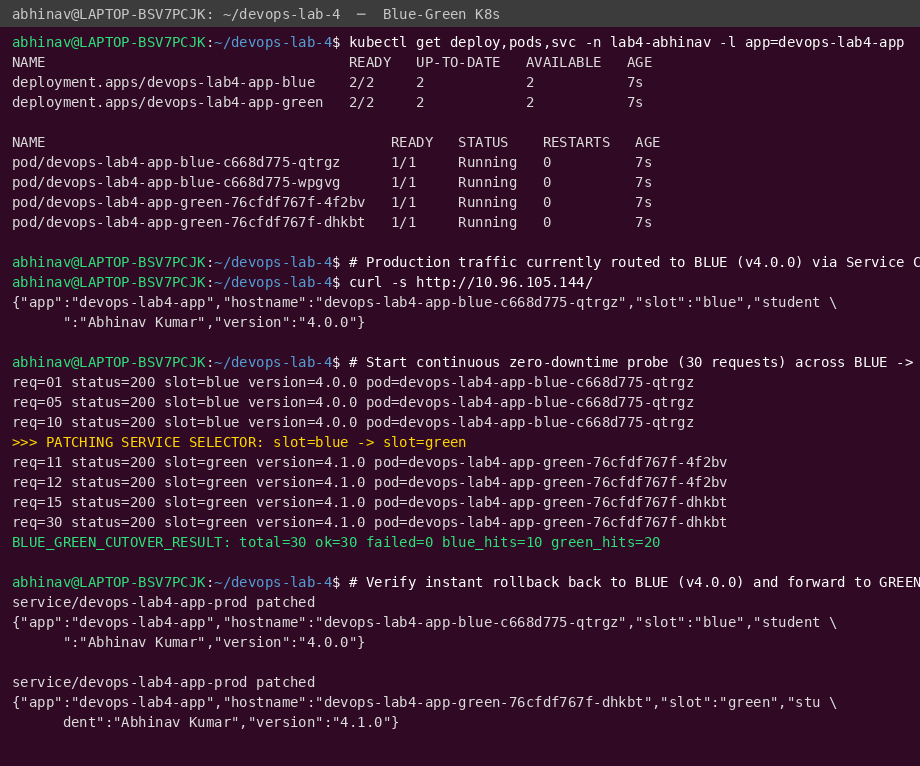 abhinav@LAPTOP-BSV7PCJK: ~/devops-lab-4  —  Blue-Green K8s
abhinav@LAPTOP-BSV7PCJK:~/devops-lab-4$ kubectl get deploy,pods,svc -n lab4-abhinav -l app=devops-lab4-app
NAME                                    READY   UP-TO-DATE   AVAILABLE   AGE
deployment.apps/devops-lab4-app-blue    2/2     2            2           7s
deployment.apps/devops-lab4-app-green   2/2     2            2           7s
NAME                                         READY   STATUS    RESTARTS   AGE
pod/devops-lab4-app-blue-c668d775-qtrgz      1/1     Running   0          7s
pod/devops-lab4-app-blue-c668d775-wpgvg      1/1     Running   0          7s
pod/devops-lab4-app-green-76cfdf767f-4f2bv   1/1     Running   0          7s
pod/devops-lab4-app-green-76cfdf767f-dhkbt   1/1     Running   0          7s
abhinav@LAPTOP-BSV7PCJK:~/devops-lab-4$ # Production traffic currently routed to BLUE (v4.0.0) via Service C
abhinav@LAPTOP-BSV7PCJK:~/devops-lab-4$ curl -s http://10.96.105.144/
{"app":"devops-lab4-app","hostname":"devops-lab4-app-blue-c668d775-qtrgz","slot":"blue","student \
      ":"Abhinav Kumar","version":"4.0.0"}
abhinav@LAPTOP-BSV7PCJK:~/devops-lab-4$ # Start continuous zero-downtime probe (30 requests) across BLUE ->
req=01 status=200 slot=blue version=4.0.0 pod=devops-lab4-app-blue-c668d775-qtrgz
req=05 status=200 slot=blue version=4.0.0 pod=devops-lab4-app-blue-c668d775-qtrgz
req=10 status=200 slot=blue version=4.0.0 pod=devops-lab4-app-blue-c668d775-qtrgz
>>> PATCHING SERVICE SELECTOR: slot=blue -> slot=green
req=11 status=200 slot=green version=4.1.0 pod=devops-lab4-app-green-76cfdf767f-4f2bv
req=12 status=200 slot=green version=4.1.0 pod=devops-lab4-app-green-76cfdf767f-4f2bv
req=15 status=200 slot=green version=4.1.0 pod=devops-lab4-app-green-76cfdf767f-dhkbt
req=30 status=200 slot=green version=4.1.0 pod=devops-lab4-app-green-76cfdf767f-dhkbt
BLUE_GREEN_CUTOVER_RESULT: total=30 ok=30 failed=0 blue_hits=10 green_hits=20
abhinav@LAPTOP-BSV7PCJK:~/devops-lab-4$ # Verify instant rollback back to BLUE (v4.0.0) and forward to GREEN
service/devops-lab4-app-prod patched
{"app":"devops-lab4-app","hostname":"devops-lab4-app-blue-c668d775-qtrgz","slot":"blue","student \
      ":"Abhinav Kumar","version":"4.0.0"}
service/devops-lab4-app-prod patched
{"app":"devops-lab4-app","hostname":"devops-lab4-app-green-76cfdf767f-dhkbt","slot":"green","stu \
      dent":"Abhinav Kumar","version":"4.1.0"}